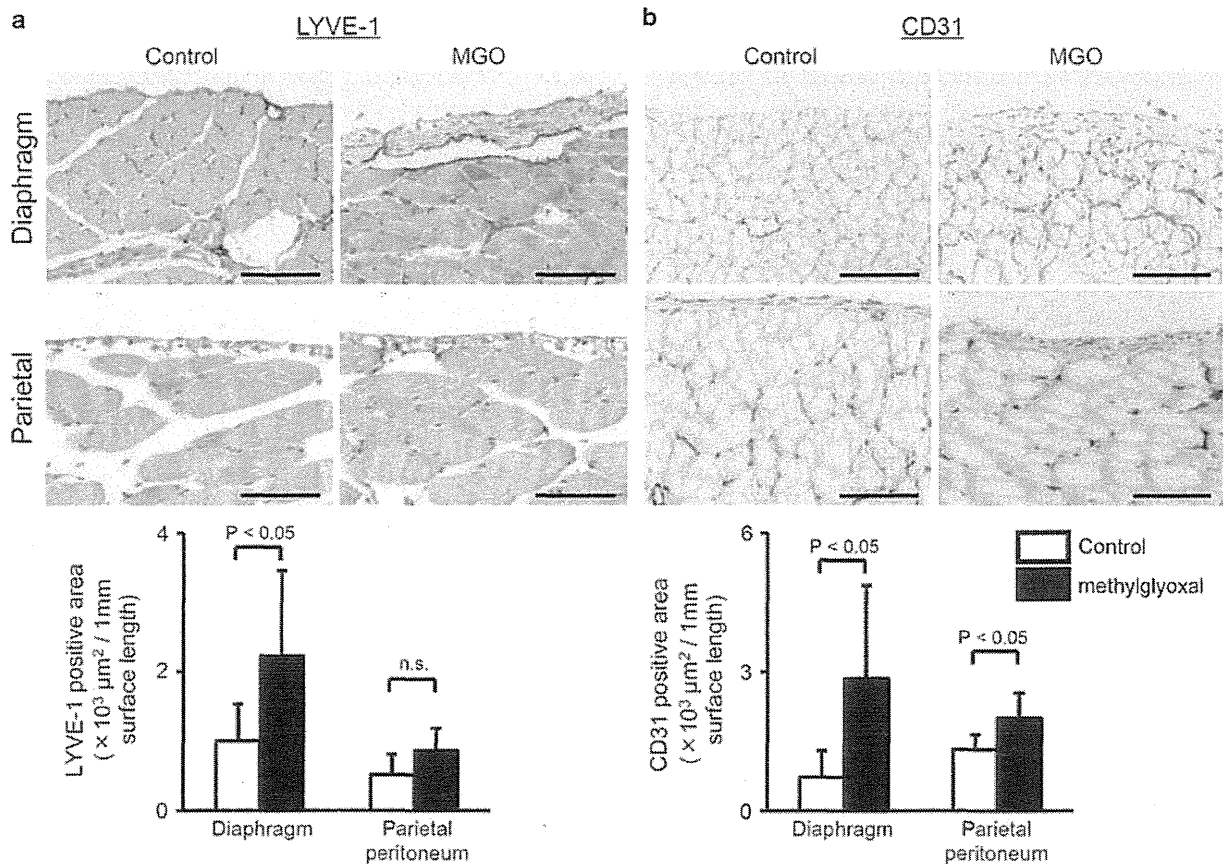 a
LYVE-1
Control
MGO
Diaphragm
Parietal
4
2
0
LYVE-1 positive area
(×10³ μm² / 1mm
surface length)
P < 0.05
n.s.
Diaphragm
Parietal
peritoneum
b
CD31
Control
MGO
6
3
0
CD31 positive area
(×10³ μm² / 1mm
surface length)
P < 0.05
P < 0.05
Diaphragm
Parietal
peritoneum
Control
methylglyoxal